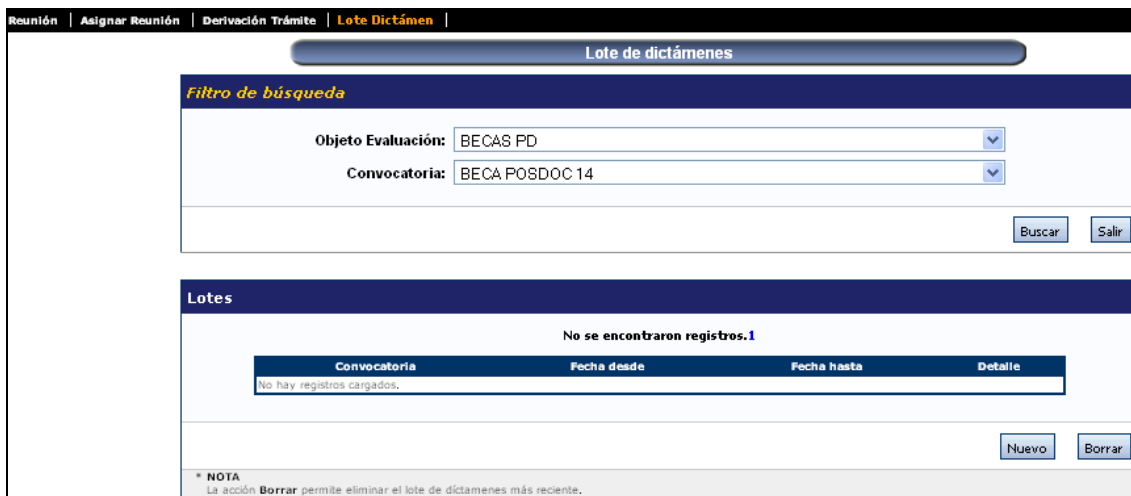 Reunión | Asignar Reunión | Derivación Trámite | Lote Dictámen |
Lote de dictámenes
Filtro de búsqueda
Objeto Evaluación: BECAS PD
Convocatoria: BECA POSDOC 14
Buscar Salir
Lotes
No se encontraron registros.1
Convocatoria Fecha desde Fecha hasta Detalle
No hay registros cargados.
Nuevo Borrar
* NOTA
La acción Borrar permite eliminar el lote de díctamenes más reciente.